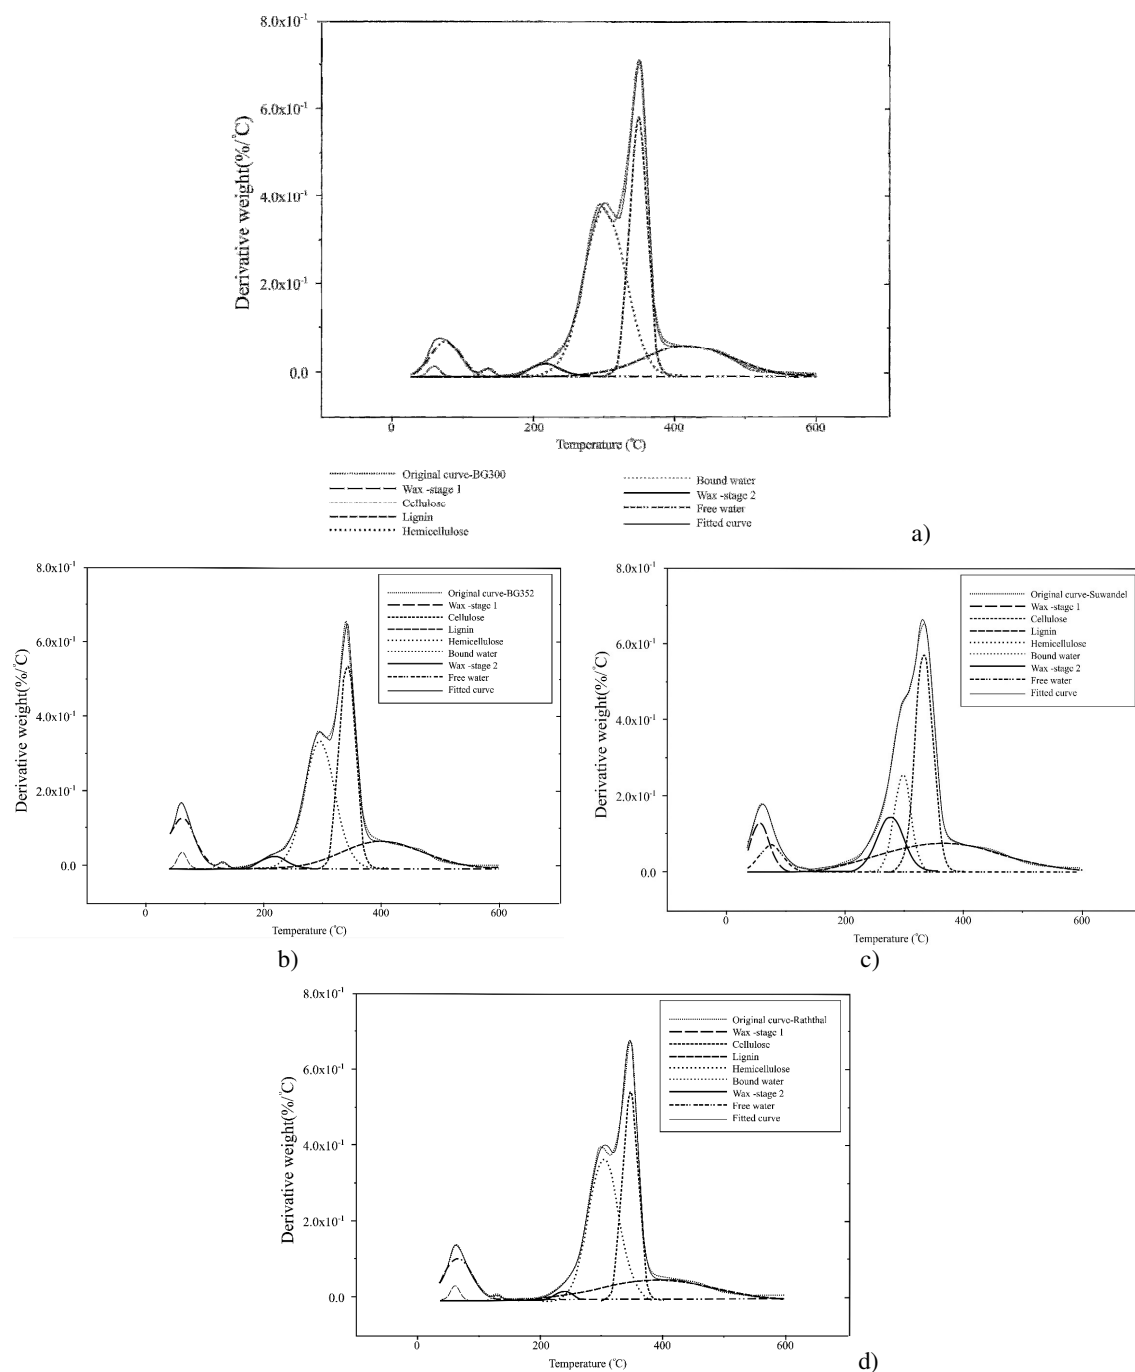 8.0x10⁻¹
6.0x10⁻¹
4.0x10⁻¹
2.0x10⁻¹
0.0
Derivative weight(%/°C)
0 200 400 600
Temperature (°C)
Original curve-BG300
Wax -stage 1
Cellulose
Lignin
Hemicellulose
Bound water
Wax -stage 2
Free water
Fitted curve
a)
8.0x10⁻¹
6.0x10⁻¹
4.0x10⁻¹
2.0x10⁻¹
0.0
Derivative weight(%/°C)
0 200 400 600
Temperature (°C)
Original curve-BG352
Wax -stage 1
Cellulose
Lignin
Hemicellulose
Bound water
Wax -stage 2
Free water
Fitted curve
b)
8.0x10⁻¹
6.0x10⁻¹
4.0x10⁻¹
2.0x10⁻¹
0.0
Derivative weight(%/°C)
0 200 400 600
Temperature (°C)
Original curve-Suwandel
Wax -stage 1
Cellulose
Lignin
Hemicellulose
Bound water
Wax -stage 2
Free water
Fitted curve
c)
8.0x10⁻¹
6.0x10⁻¹
4.0x10⁻¹
2.0x10⁻¹
0.0
Derivative weight(%/°C)
0 200 400 600
Temperature (°C)
Original curve-Raththal
Wax -stage 1
Cellulose
Lignin
Hemicellulose
Bound water
Wax -stage 2
Free water
Fitted curve
d)